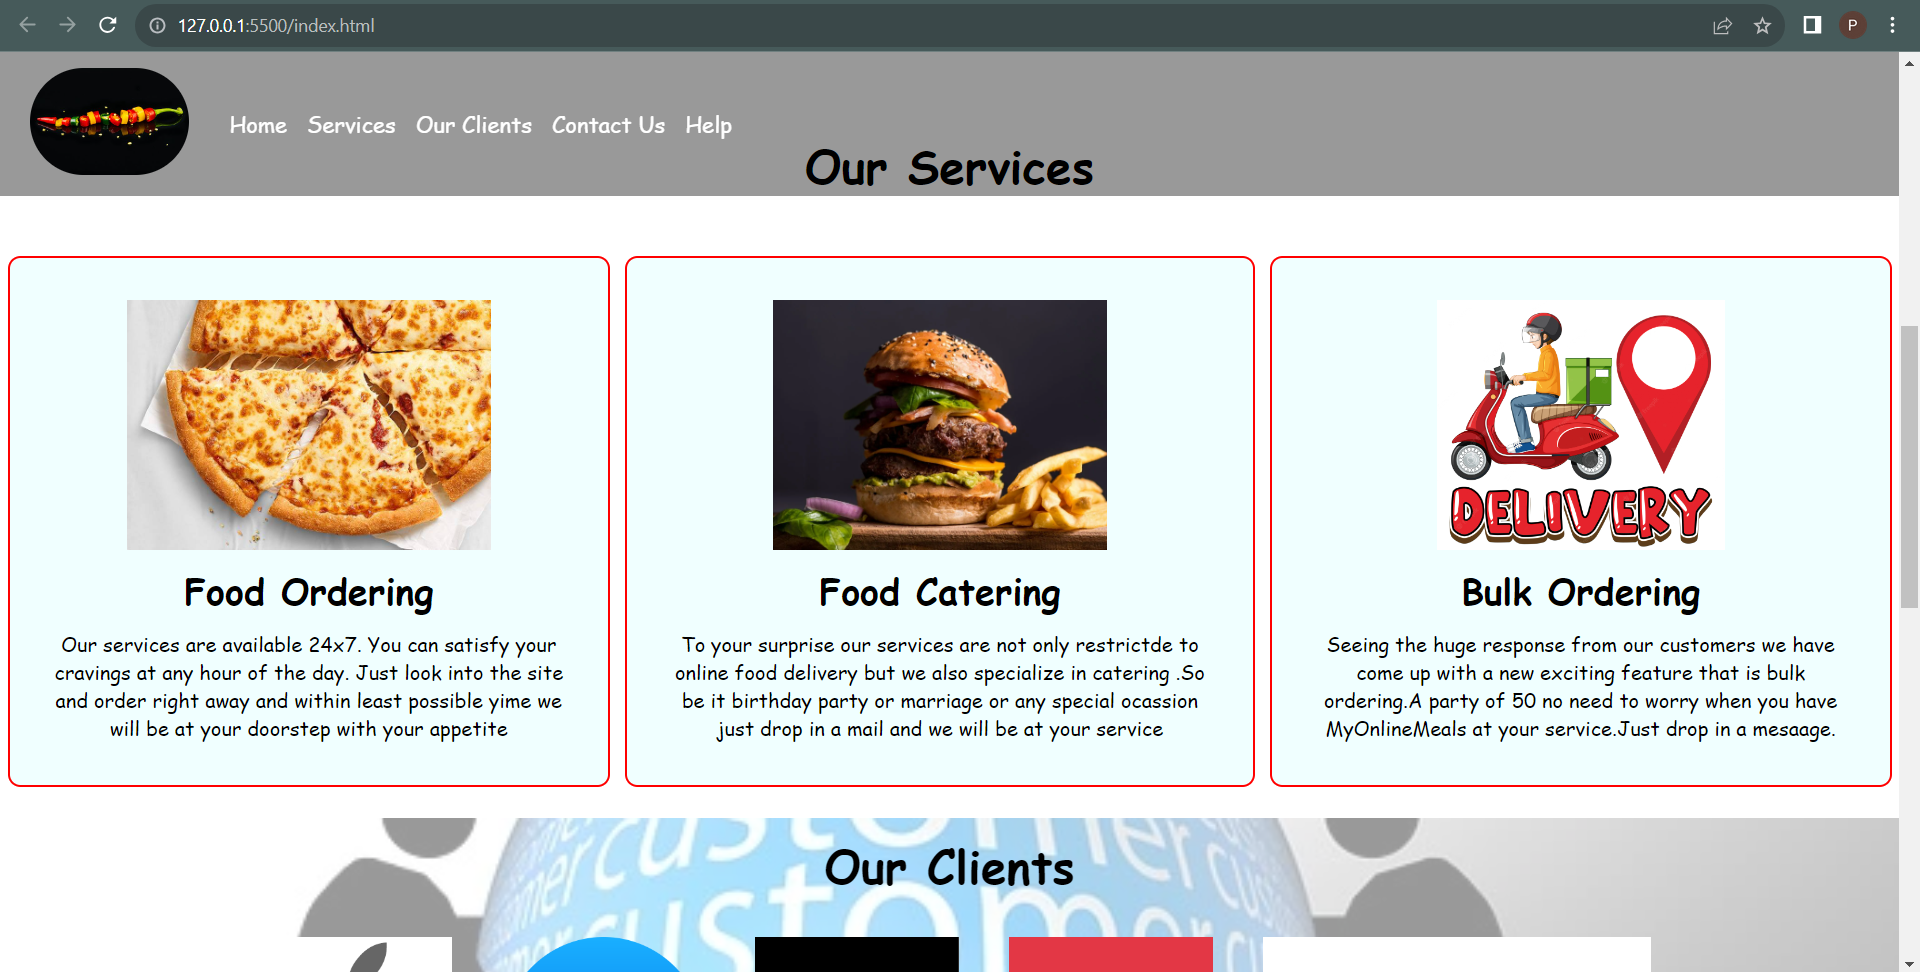 127.0.0.1:5500/index.html
P
Home Services Our Clients Contact Us Help
Our Services
DELIVERY
Food Ordering
Our services are available 24x7. You can satisfy your
cravings at any hour of the day. Just look into the site
and order right away and within least possible yime we
will be at your doorstep with your appetite
Food Catering
To your surprise our services are not only restrictde to
online food delivery but we also specialize in catering .So
be it birthday party or marriage or any special ocassion
just drop in a mail and we will be at your service
Bulk Ordering
Seeing the huge response from our customers we have
come up with a new exciting feature that is bulk
ordering.A party of 50 no need to worry when you have
MyOnlineMeals at your service.Just drop in a mesaage.
customer
Our Clients
customer